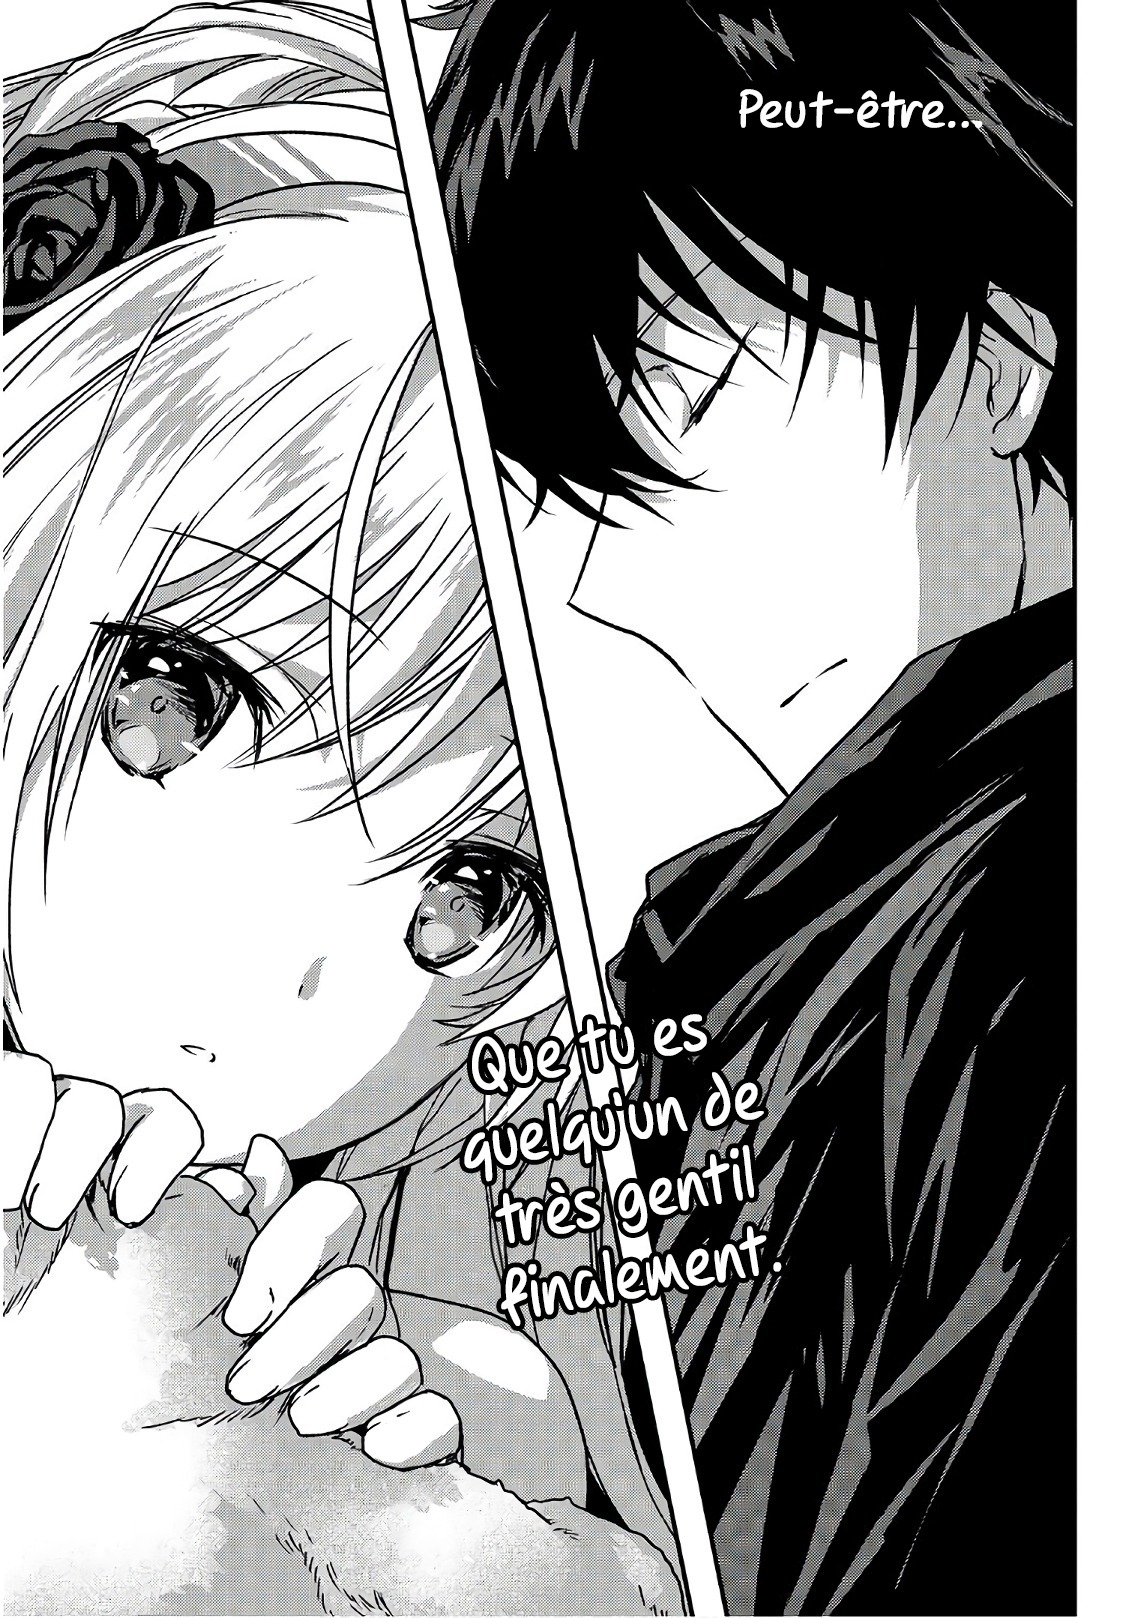 Peut-être...
Que tu es
quelqu'un de
très gentil
finalement.